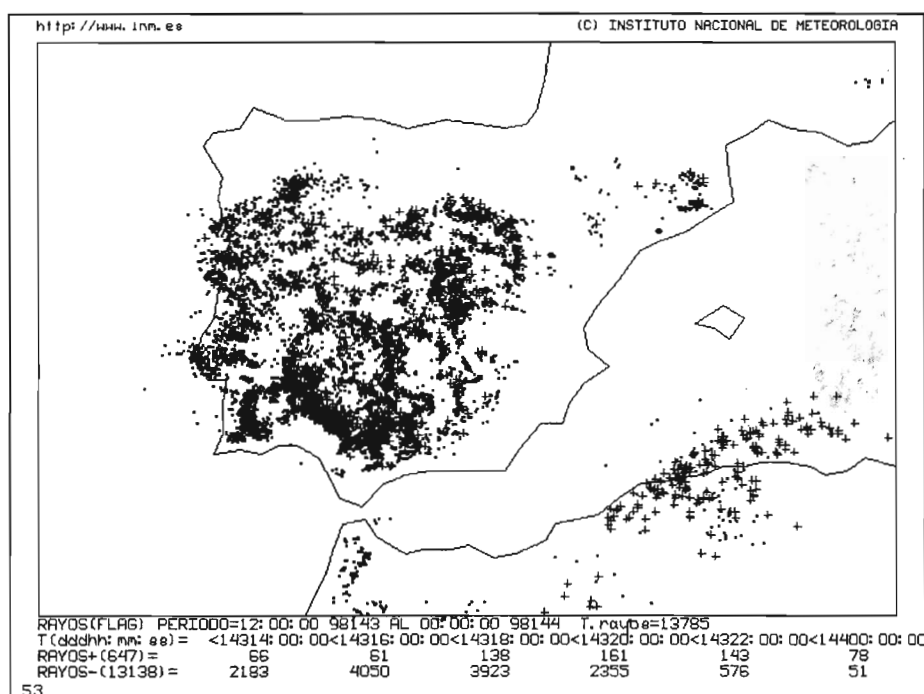 http://www.inm.es
(C) INSTITUTO NACIONAL DE METEOROLOGIA
RAYOS(FLAG) PERIODO=12:00:00 98143 AL 00:00:00 98144 T.rayos=13785
T(dddhh:mm:ss)= <14314:00:00<14316:00:00<14318:00:00<14320:00:00<14322:00:00<14400:00:00
RAYOS+(647)= 66 61 138 161 143 78
RAYOS-(13138)= 2183 4050 3923 2355 576 51
53